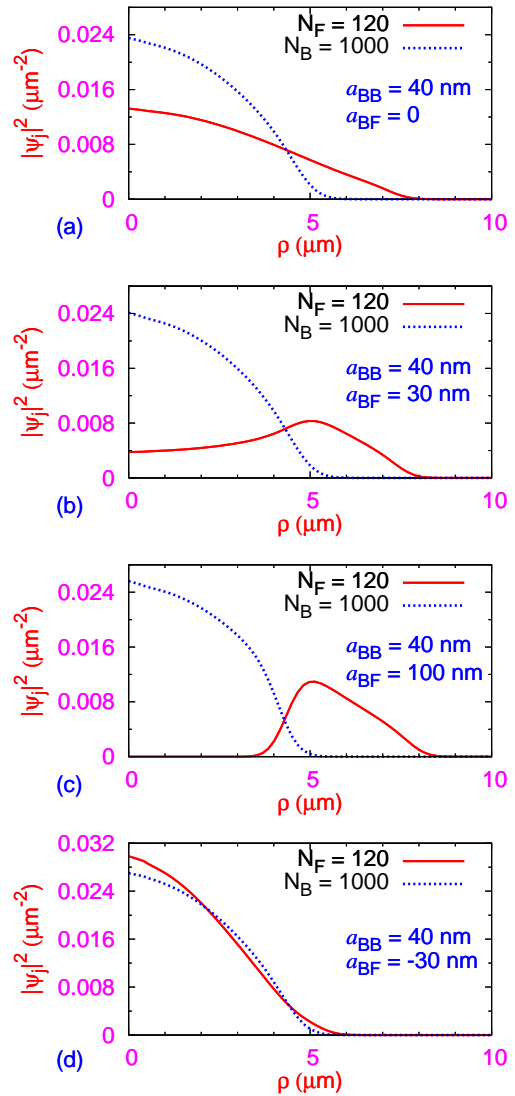 N_F = 120
N_B = 1000
a_BB = 40 nm
a_BF = 0
|ψ_j|^2 (μm^-2)
0.024
0.016
0.008
0
0 5 10
ρ (μm)
(a)
N_F = 120
N_B = 1000
a_BB = 40 nm
a_BF = 30 nm
|ψ_j|^2 (μm^-2)
0.024
0.016
0.008
0
0 5 10
ρ (μm)
(b)
N_F = 120
N_B = 1000
a_BB = 40 nm
a_BF = 100 nm
|ψ_j|^2 (μm^-2)
0.024
0.016
0.008
0
0 5 10
ρ (μm)
(c)
N_F = 120
N_B = 1000
a_BB = 40 nm
a_BF = -30 nm
|ψ_j|^2 (μm^-2)
0.032
0.024
0.016
0.008
0
0 5 10
ρ (μm)
(d)